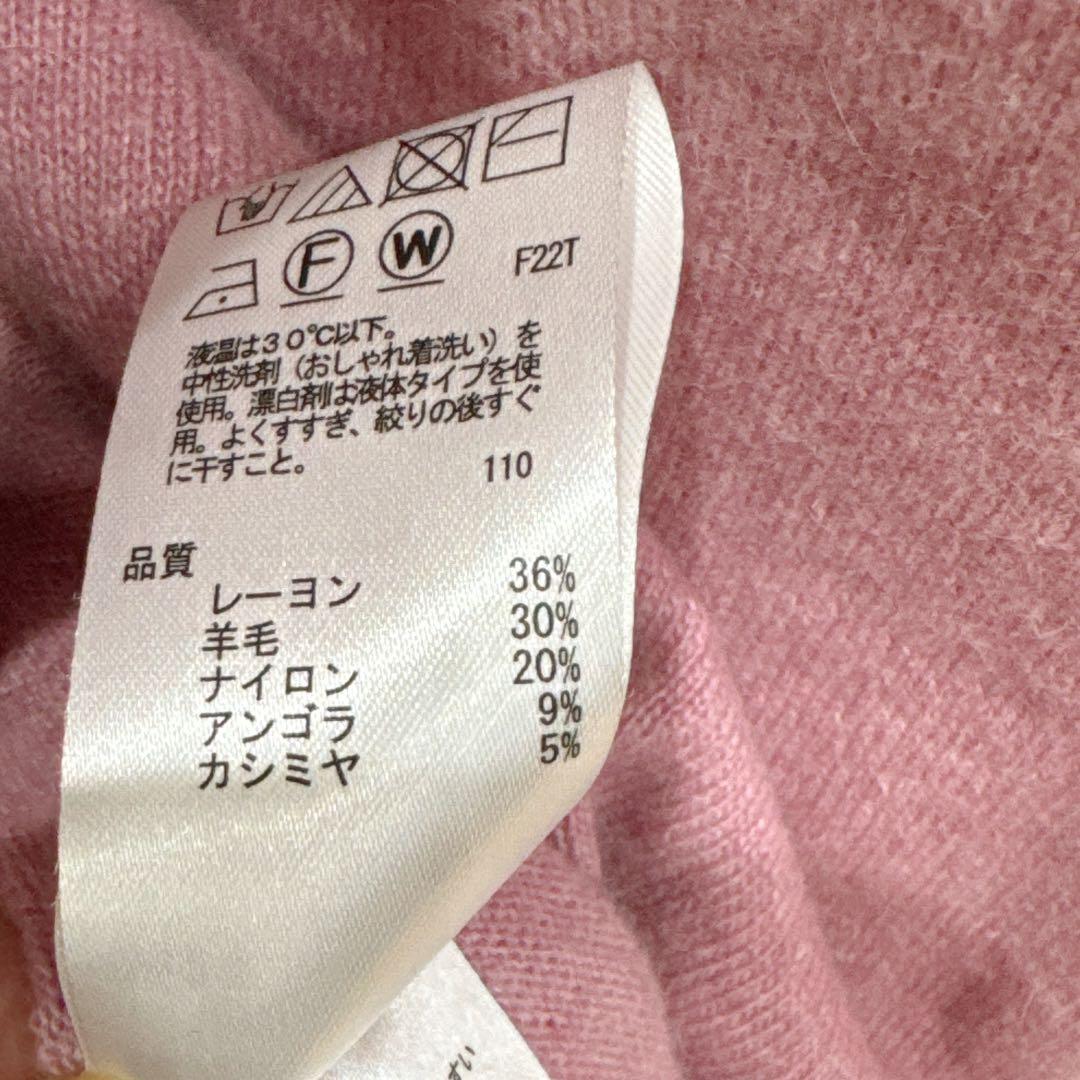 F W F22T
液温は30℃以下。
中性洗剤（おしゃれ着洗い）を
使用。漂白剤は液体タイプを使
用。よくすすぎ、絞りの後すぐ
に干すこと。 110
品質
レーヨン 36%
羊毛 30%
ナイロン 20%
アンゴラ 9%
カシミヤ 5%